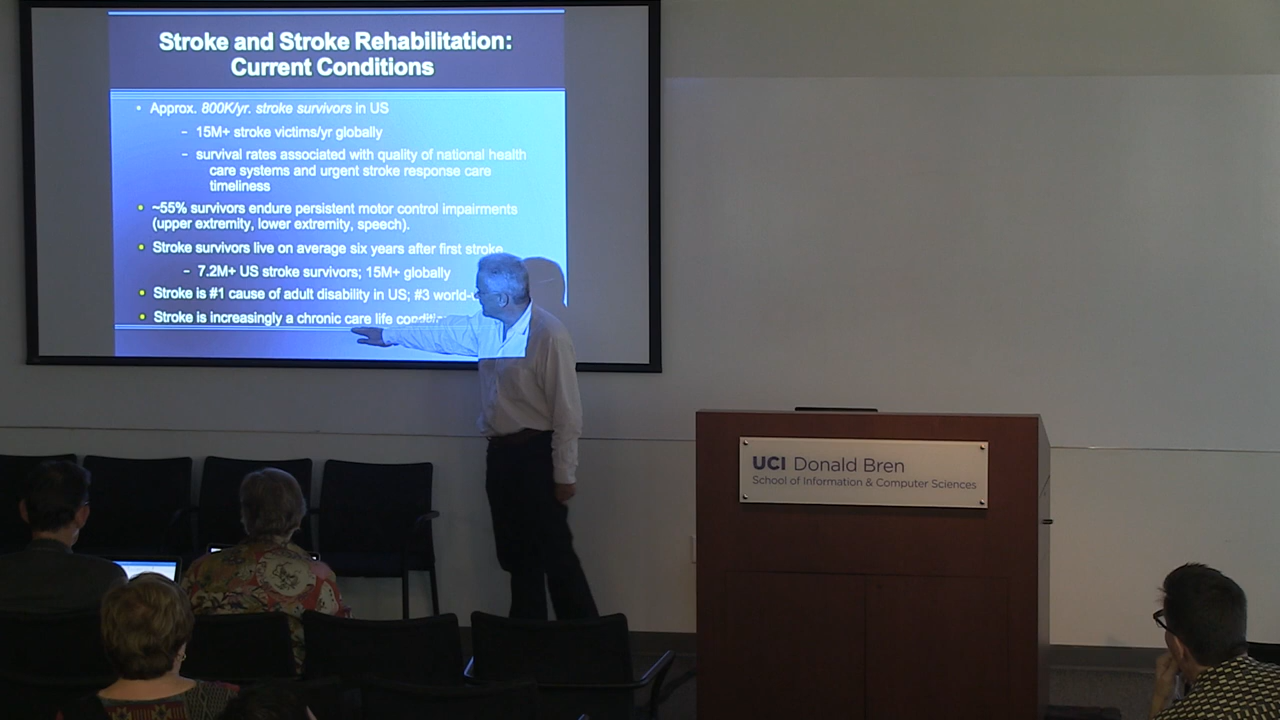 Stroke and Stroke Rehabilitation:
Current Conditions
• Approx. 800K/yr. stroke survivors in US
– 15M+ stroke victims/yr globally
– survival rates associated with quality of national health
care systems and urgent stroke response care
timeliness
• ~55% survivors endure persistent motor control impairments
(upper extremity, lower extremity, speech).
• Stroke survivors live on average six years after first stroke
– 7.2M+ US stroke survivors; 15M+ globally
• Stroke is #1 cause of adult disability in US; #3 world-
• Stroke is increasingly a chronic care life
UCI Donald Bren
School of Information & Computer Sciences